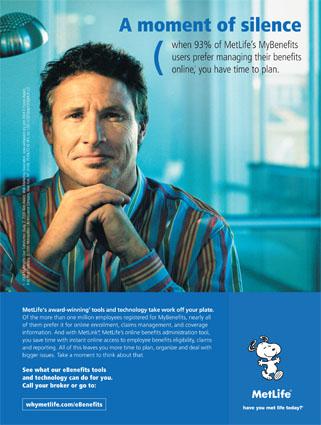 A moment of silence
( when 93% of MetLife's MyBenefits
users prefer managing their benefits
online, you have time to plan.
MetLife's award-winning¹ tools and technology take work off your plate.
Of the more than one million employees registered for MyBenefits, nearly all
of them prefer it for online enrollment, claims management, and coverage
information. And with MetLink®, MetLife's online benefits administration tool,
you save time with instant online access to employee benefits eligibility, claims
and reporting. All of this leaves you more time to plan, organize and deal with
bigger issues. Take a moment to think about that.
See what our eBenefits tools
and technology can do for you.
Call your broker or go to:
whymetlife.com/eBenefits
MetLife®
have you met life today?®